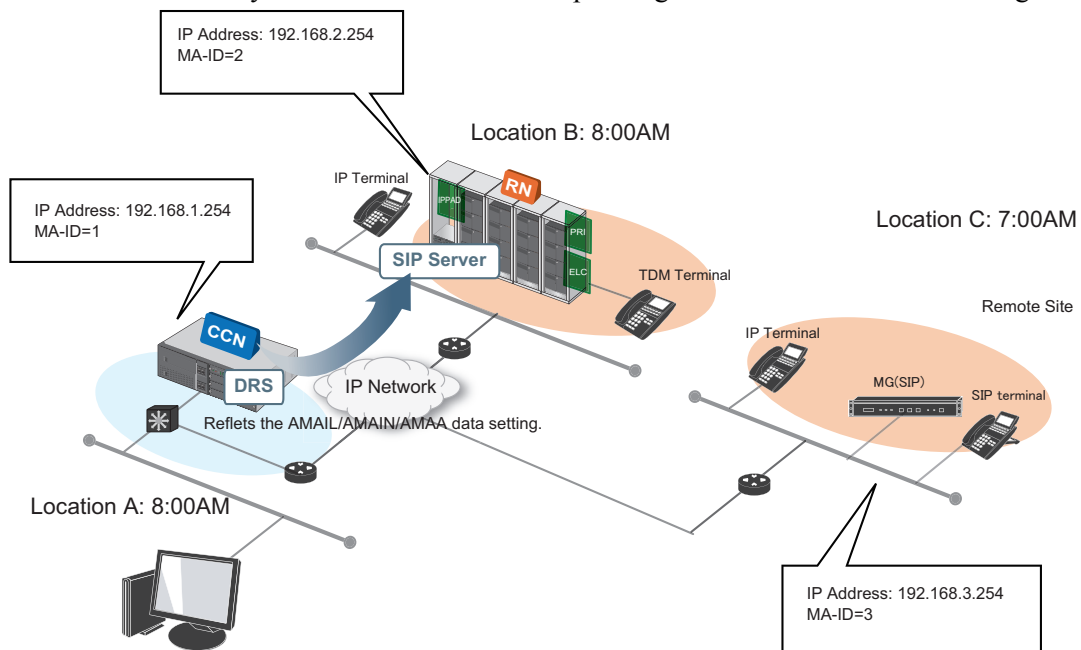 IP Address: 192.168.2.254
MA-ID=2
Location B: 8:00AM
IP Terminal
RN
IPPAD
PRI
ELC
IP Address: 192.168.1.254
MA-ID=1
Location C: 7:00AM
SIP Server
TDM Terminal
Remote Site
CCN
IP Terminal
DRS
IP Network
MG(SIP)
SIP terminal
Reflets the AMAIL/AMAIN/AMAA data setting.
Location A: 8:00AM
IP Address: 192.168.3.254
MA-ID=3